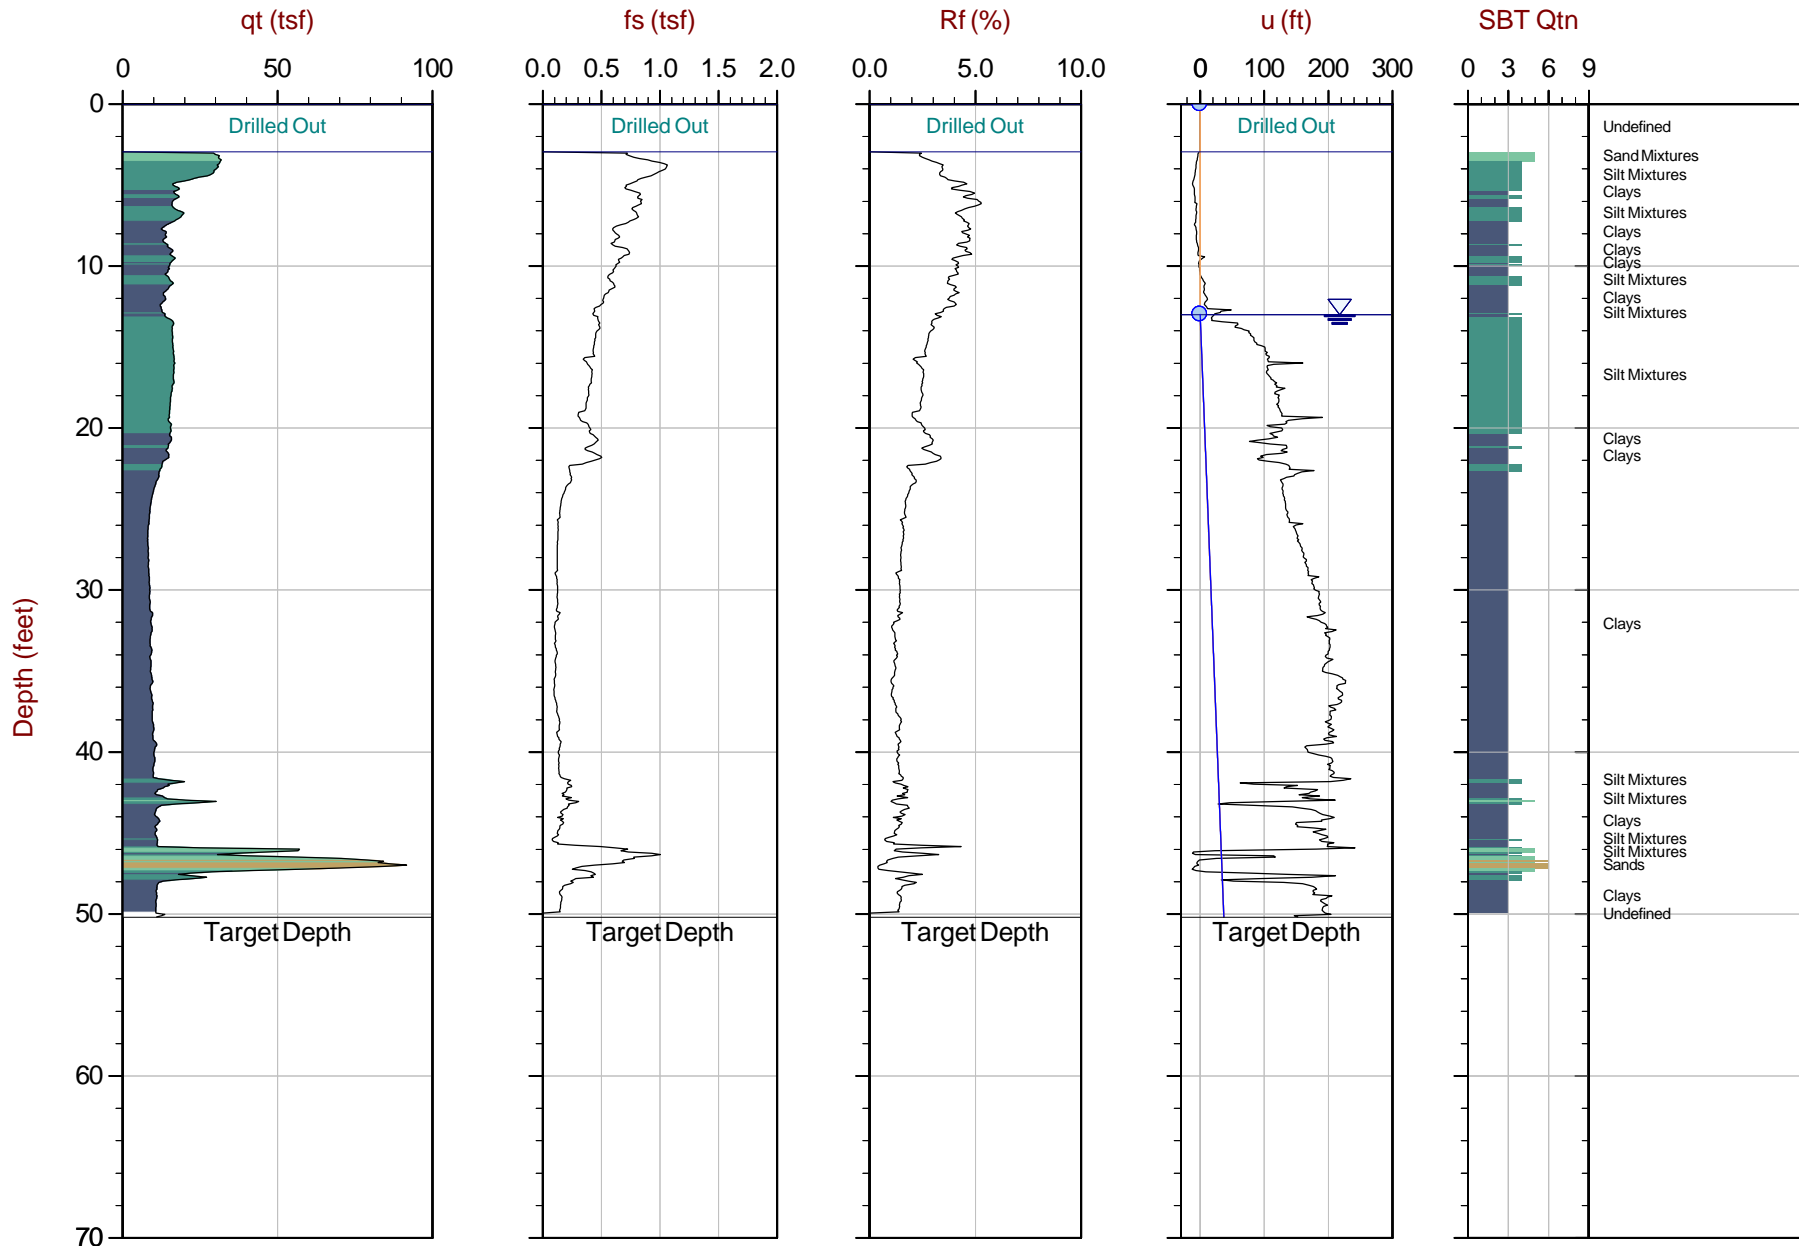 qt (tsf) fs (tsf) Rf (%) u (ft) SBT Qtn
0 50 100 0.0 0.5 1.0 1.5 2.0 0.0 5.0 10.0 0 100 200 300 0 3 6 9
0
Drilled Out Drilled Out Drilled Out Drilled Out Undefined
Sand Mixtures
Silt Mixtures
Clays
Silt Mixtures
Clays
Clays
10 Clays
Silt Mixtures
Clays
Silt Mixtures
Silt Mixtures
20
Clays
Clays
30
Clays
Depth (feet)
40
Silt Mixtures
Silt Mixtures
Clays
Silt Mixtures
Silt Mixtures
Sands
Clays
50 Undefined
Target Depth Target Depth Target Depth Target Depth
60
70